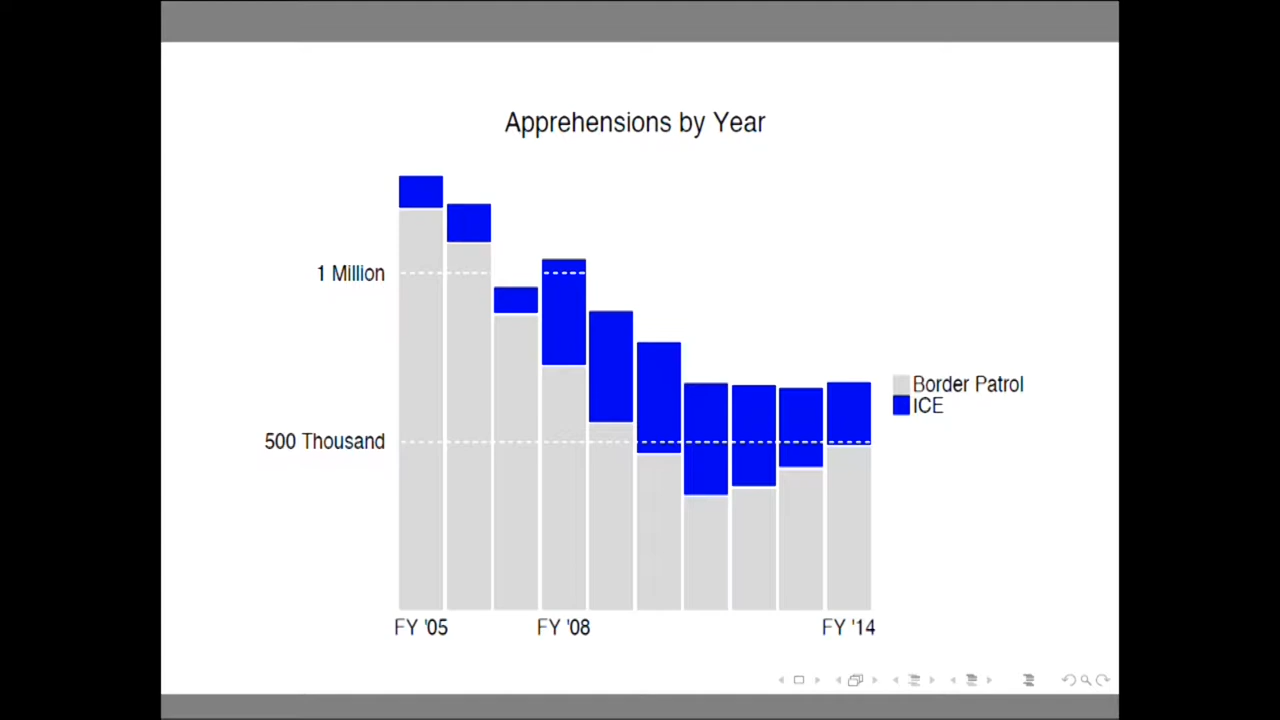 Apprehensions by Year
1 Million
500 Thousand
Border Patrol
ICE
FY '05
FY '08
FY '14